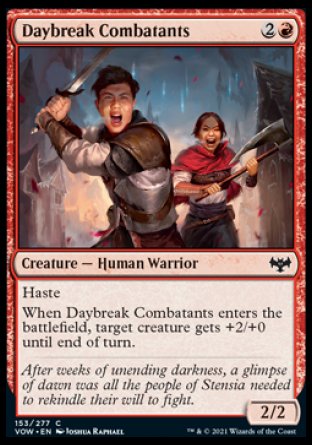 Daybreak Combatants 2
Creature — Human Warrior
Haste
When Daybreak Combatants enters the
battlefield, target creature gets +2/+0
until end of turn.
After weeks of unending darkness, a glimpse
of dawn was all the people of Stensia needed
to rekindle their will to fight.
2/2
153/277 C
VOW • EN Joshua Raphael
™ & © 2021 Wizards of the Coast